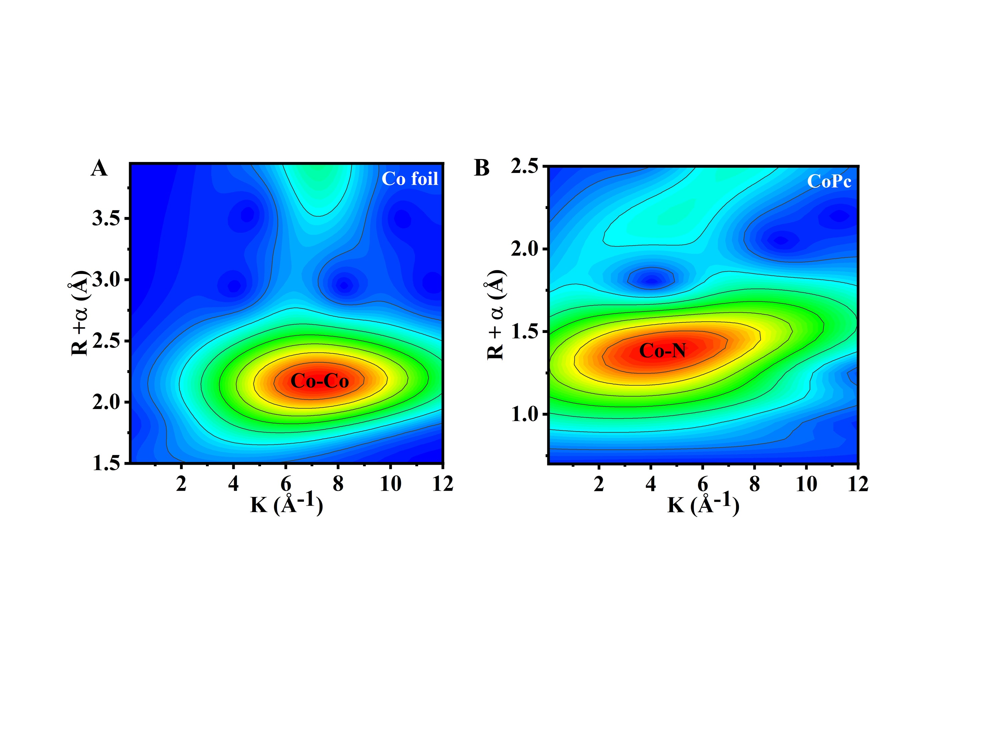 A
Co foil
3.5
3.0
2.5
2.0
1.5
R +α (Å)
Co-Co
2 4 6 8 10 12
K (Å-1)
B
CoPc
2.5
2.0
1.5
1.0
R + α (Å)
Co-N
2 4 6 8 10 12
K (Å-1)